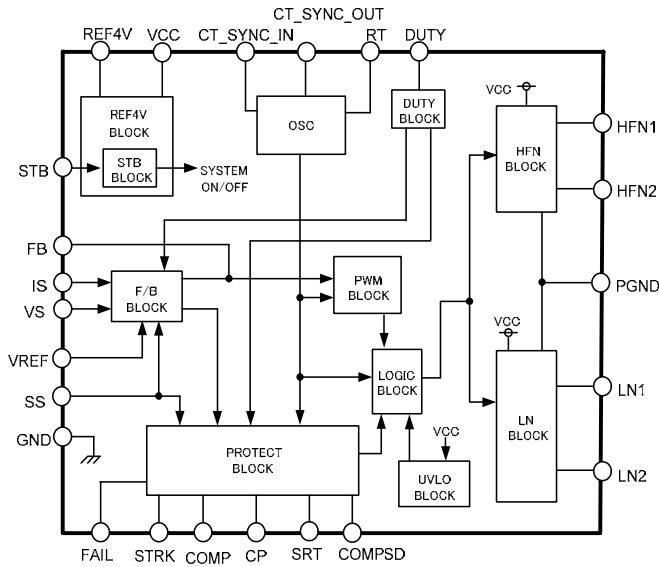 CT_SYNC_OUT
REF4V VCC CT_SYNC_IN RT DUTY
REF4V
BLOCK
STB
BLOCK
SYSTEM
ON/OFF
OSC
DUTY
BLOCK
VCC
HFN
BLOCK
HFN1
HFN2
STB
FB
IS
VS
VREF
SS
GND
F/B
BLOCK
PWM
BLOCK
LOGIC
BLOCK
PGND
VCC
LN
BLOCK
LN1
LN2
PROTECT
BLOCK
VCC
UVLO
BLOCK
FAIL STRK COMP CP SRT COMPSD